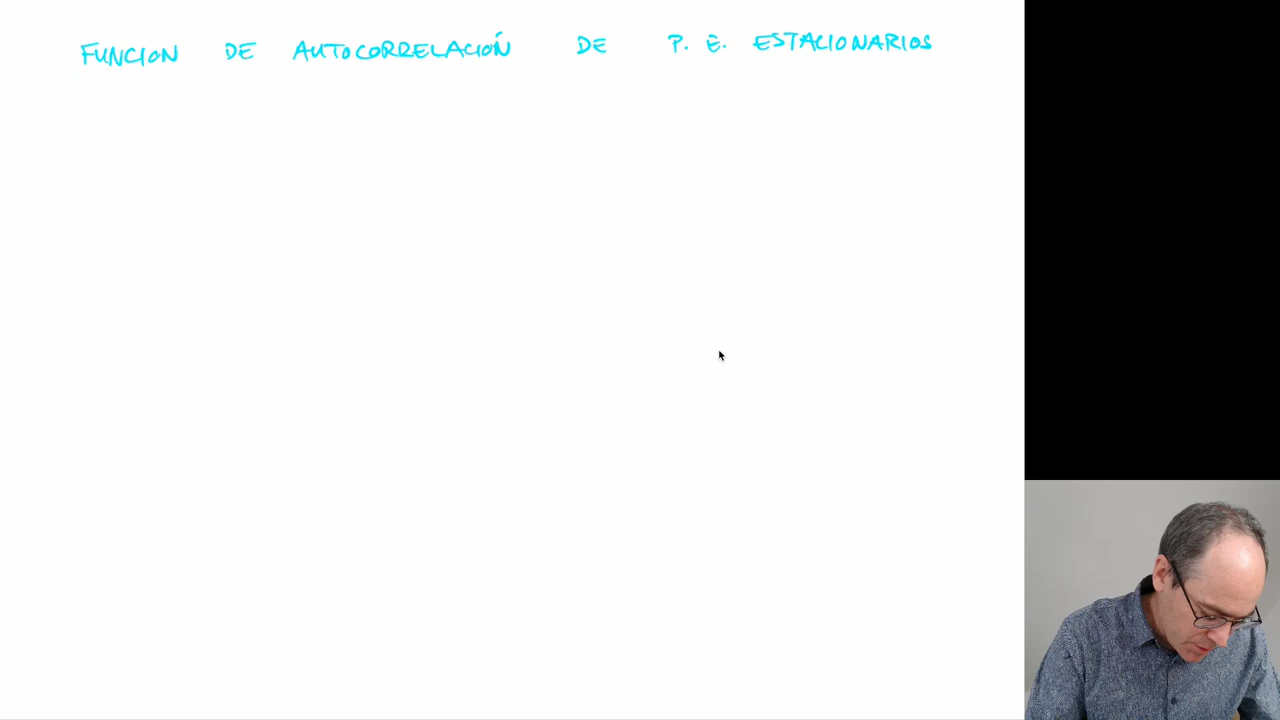 FUNCION DE AUTOCORRELACIÓN DE P. E. ESTACIONARIOS